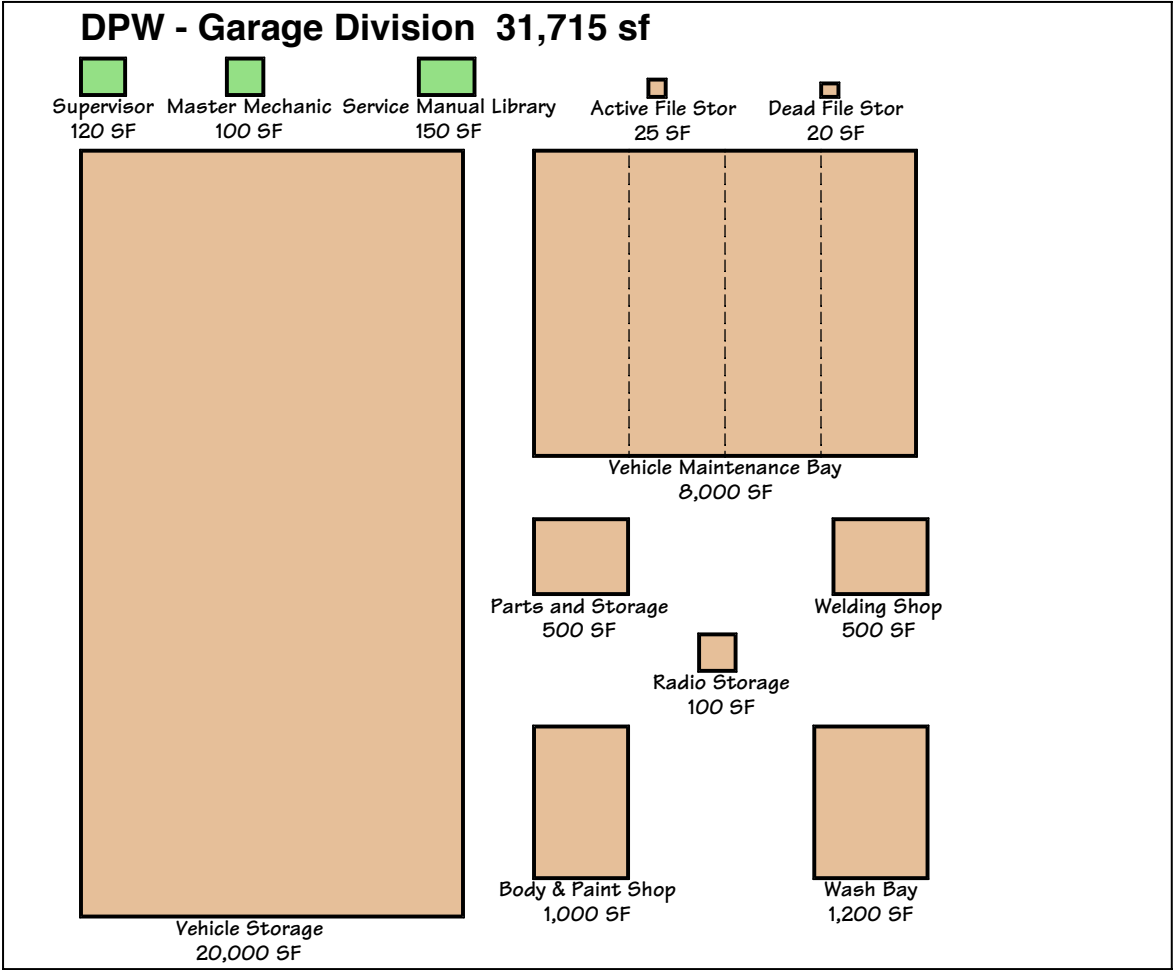 DPW - Garage Division  31,715 sf
Supervisor
120 SF
Master Mechanic
100 SF
Service Manual Library
150 SF
Active File Stor
25 SF
Dead File Stor
20 SF
Vehicle Maintenance Bay
8,000 SF
Parts and Storage
500 SF
Welding Shop
500 SF
Radio Storage
100 SF
Body & Paint Shop
1,000 SF
Wash Bay
1,200 SF
Vehicle Storage
20,000 SF